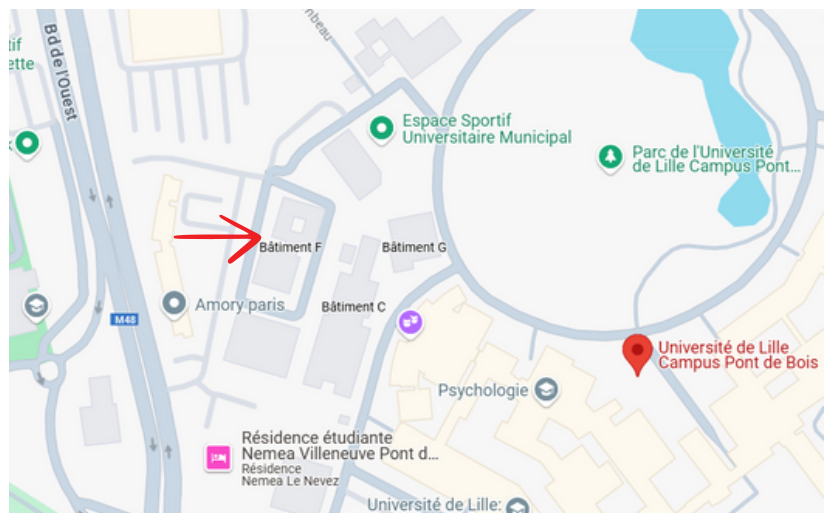 nbeau
tif
ette
Bd de l'Ouest
k
Espace Sportif
Universitaire Municipal
Parc de l'Université
de Lille Campus Pont...
Bâtiment F
Bâtiment G
Amory paris
Bâtiment C
M48
Université de Lille
Campus Pont de Bois
Psychologie
Résidence étudiante
Nemea Villeneuve Pont d...
Résidence
Nemea Le Nevez
Université de Lille: